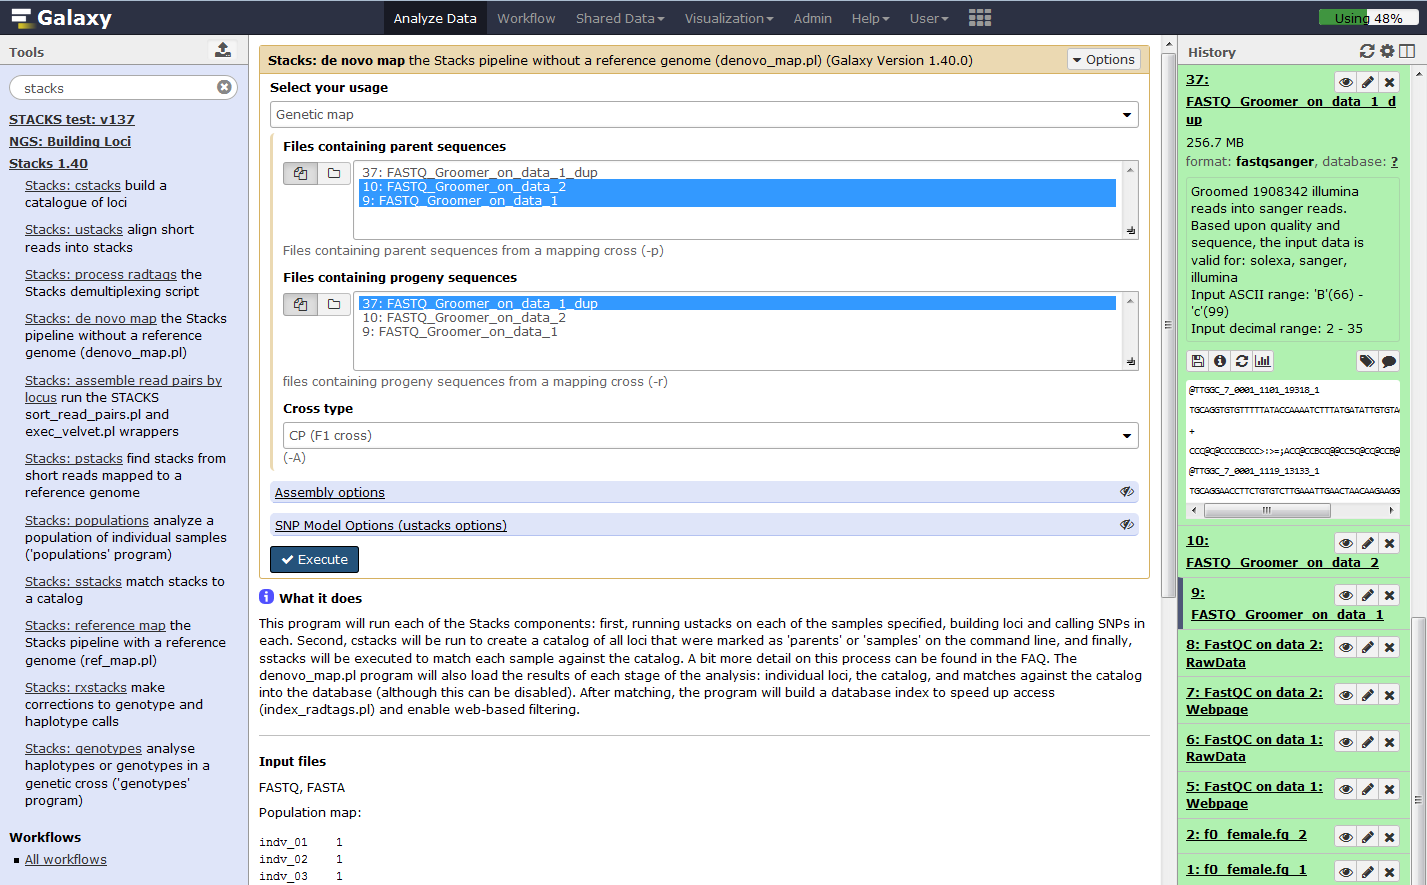 Galaxy
Analyze Data
Workflow
Shared Data
Visualization
Admin
Help
User
Using 48%
Tools
stacks
STACKS test: v137
NGS: Building Loci
Stacks 1.40
Stacks: cstacks build a
catalogue of loci
Stacks: ustacks align short
reads into stacks
Stacks: process radtags the
Stacks demultiplexing script
Stacks: de novo map the Stacks
pipeline without a reference
genome (denovo_map.pl)
Stacks: assemble read pairs by
locus run the STACKS
sort_read_pairs.pl and
exec_velvet.pl wrappers
Stacks: pstacks find stacks from
short reads mapped to a
reference genome
Stacks: populations analyze a
population of individual samples
('populations' program)
Stacks: sstacks match stacks to
a catalog
Stacks: reference map the
Stacks pipeline with a reference
genome (ref_map.pl)
Stacks: rxstacks make
corrections to genotype and
haplotype calls
Stacks: genotypes analyse
haplotypes or genotypes in a
genetic cross ('genotypes'
program)
Workflows
All workflows
Stacks: de novo map the Stacks pipeline without a reference genome (denovo_map.pl) (Galaxy Version 1.40.0)
Options
Select your usage
Genetic map
Files containing parent sequences
37: FASTQ_Groomer_on_data_1_dup
10: FASTQ_Groomer_on_data_2
9: FASTQ_Groomer_on_data_1
Files containing parent sequences from a mapping cross (-p)
Files containing progeny sequences
37: FASTQ_Groomer_on_data_1_dup
10: FASTQ_Groomer_on_data_2
9: FASTQ_Groomer_on_data_1
files containing progeny sequences from a mapping cross (-r)
Cross type
CP (F1 cross)
(-A)
Assembly options
SNP Model Options (ustacks options)
Execute
What it does
This program will run each of the Stacks components: first, running ustacks on each of the samples specified, building loci and calling SNPs in
each. Second, cstacks will be run to create a catalog of all loci that were marked as 'parents' or 'samples' on the command line, and finally,
sstacks will be executed to match each sample against the catalog. A bit more detail on this process can be found in the FAQ. The
denovo_map.pl program will also load the results of each stage of the analysis: individual loci, the catalog, and matches against the catalog
into the database (although this can be disabled). After matching, the program will build a database index to speed up access
(index_radtags.pl) and enable web-based filtering.
Input files
FASTQ, FASTA
Population map:
indv_01 1
indv_02 1
indv_03 1
History
37:
FASTQ_Groomer_on_data_1_d
up
256.7 MB
format: fastqsanger, database: ?
Groomed 1908342 illumina
reads into sanger reads.
Based upon quality and
sequence, the input data is
valid for: solexa, sanger,
illumina
Input ASCII range: 'B'(66) -
'c'(99)
Input decimal range: 2 - 35
@TTGGC_7_0001_1101_19318_1
TGCAGGTGTGTTTTTATACCAAAATCTTTATGATATTGTGTA
+
CCC@C@CCCCBCCC>:>=;ACC@CCBCC@@CC5C@CC@CCB@
@TTGGC_7_0001_1119_13133_1
TGCAGGAACCTTCTGTGTCTTGAAATTGAACTAACAAGAAGG
10:
FASTQ_Groomer_on_data_2
9:
FASTQ_Groomer_on_data_1
8: FastQC on data 2:
RawData
7: FastQC on data 2:
Webpage
6: FastQC on data 1:
RawData
5: FastQC on data 1:
Webpage
2: f0_female.fq_2
1: f0_female.fq_1